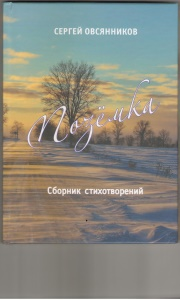 СЕРГЕЙ ОВСЯННИКОВ
Позёмка
Сборник стихотворений